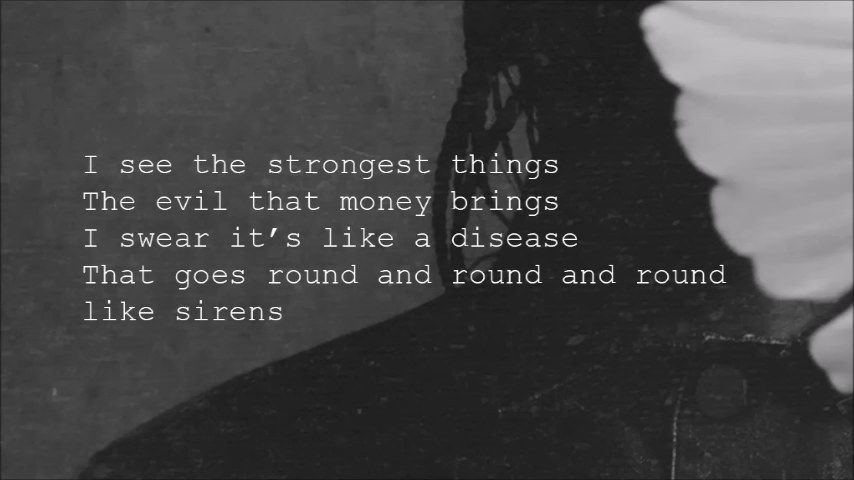 I see the strongest things
The evil that money brings
I swear it’s like a disease
That goes round and round and round
like sirens